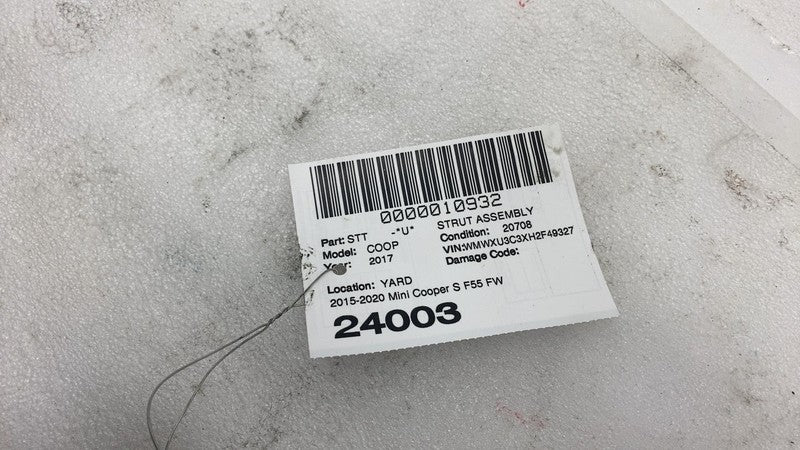 0000010932
Part: STT -*U* STRUT ASSEMBLY
Model: COOP Condition: 20708
Year: 2017 VIN:WMWXU3C3XH2F49327
Damage Code:
Location: YARD
2015-2020 Mini Cooper S F55 FW
24003